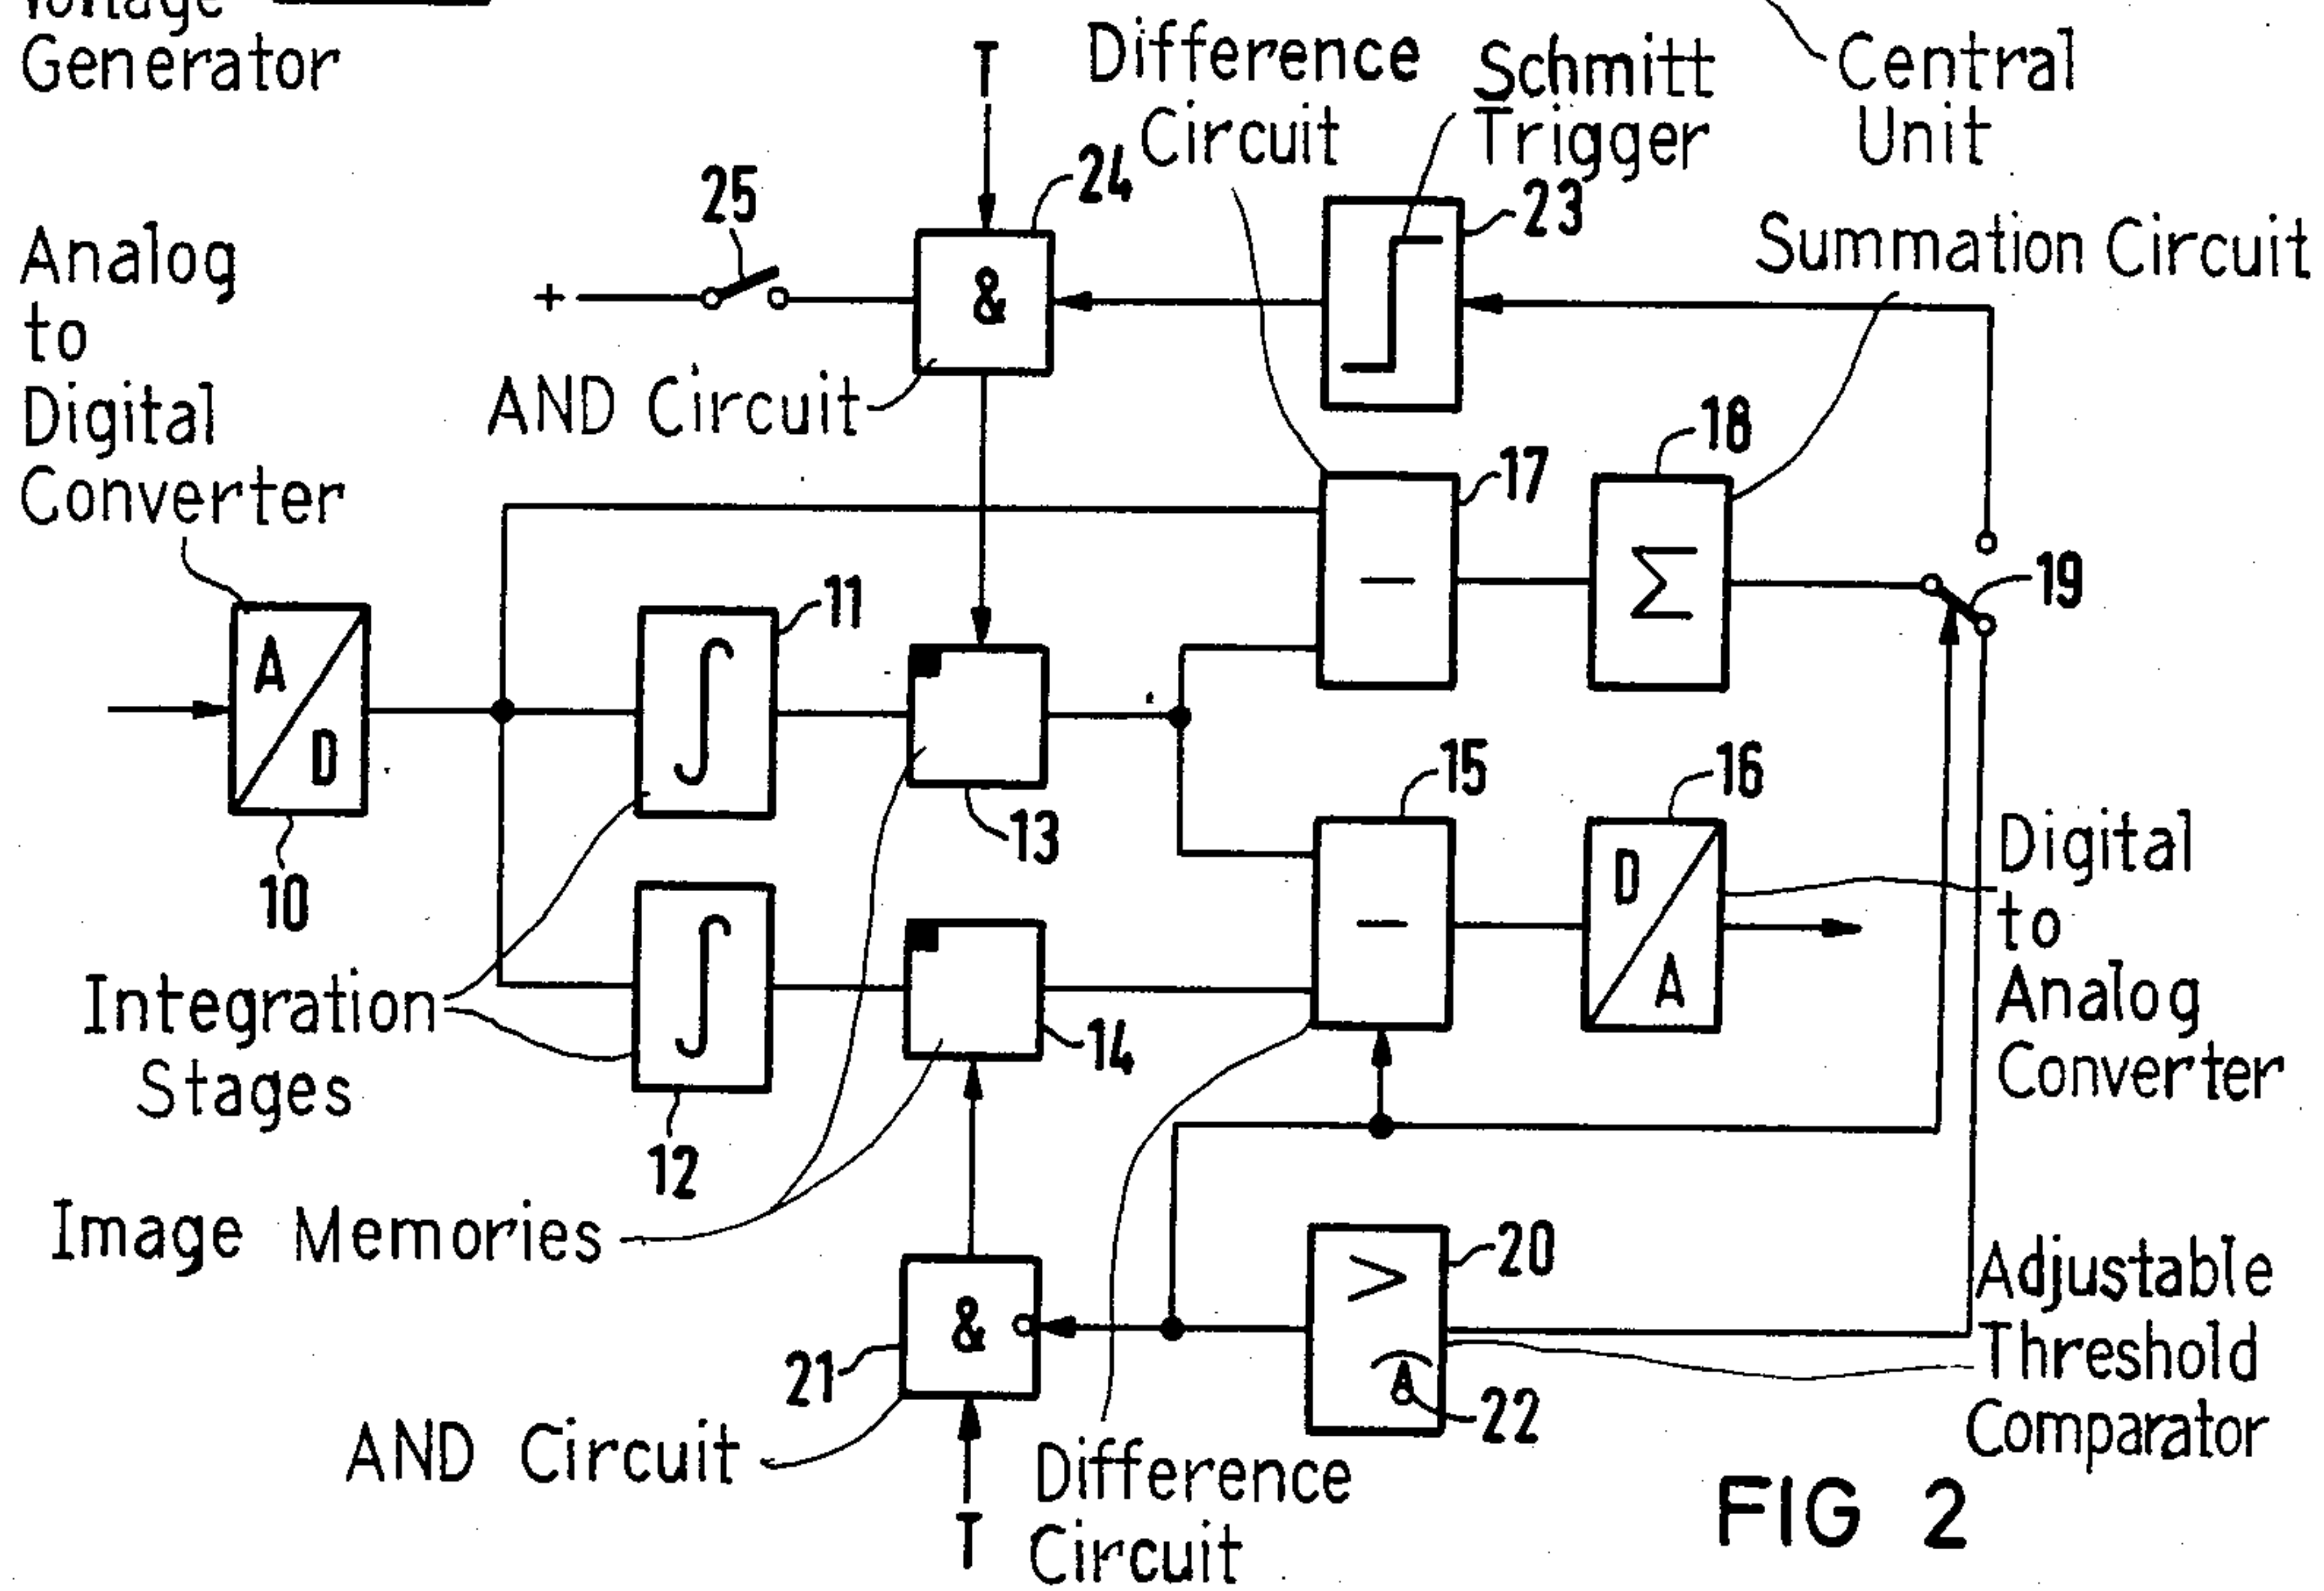 Generator
T
Difference
Circuit
Schmitt
Trigger
Central
Unit
25
24
23
Analog
to
Digital
Converter
+
&
Summation Circuit
AND Circuit
18
17
−
Σ
19
11
A
D
∫
13
10
15
16
Digital
to
Analog
Converter
−
D
A
∫
14
12
Integration
Stages
Image Memories
20
>
&
21
22
Adjustable
Threshold
Comparator
AND Circuit
T
Difference
Circuit
FIG 2